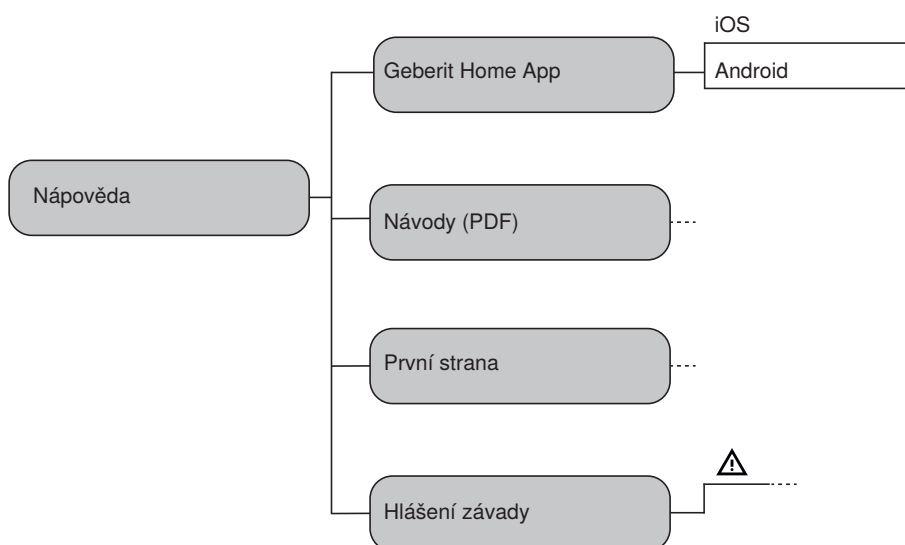 iOS
Geberit Home App
Android
Nápověda
Návody (PDF)
První strana
Hlášení závady